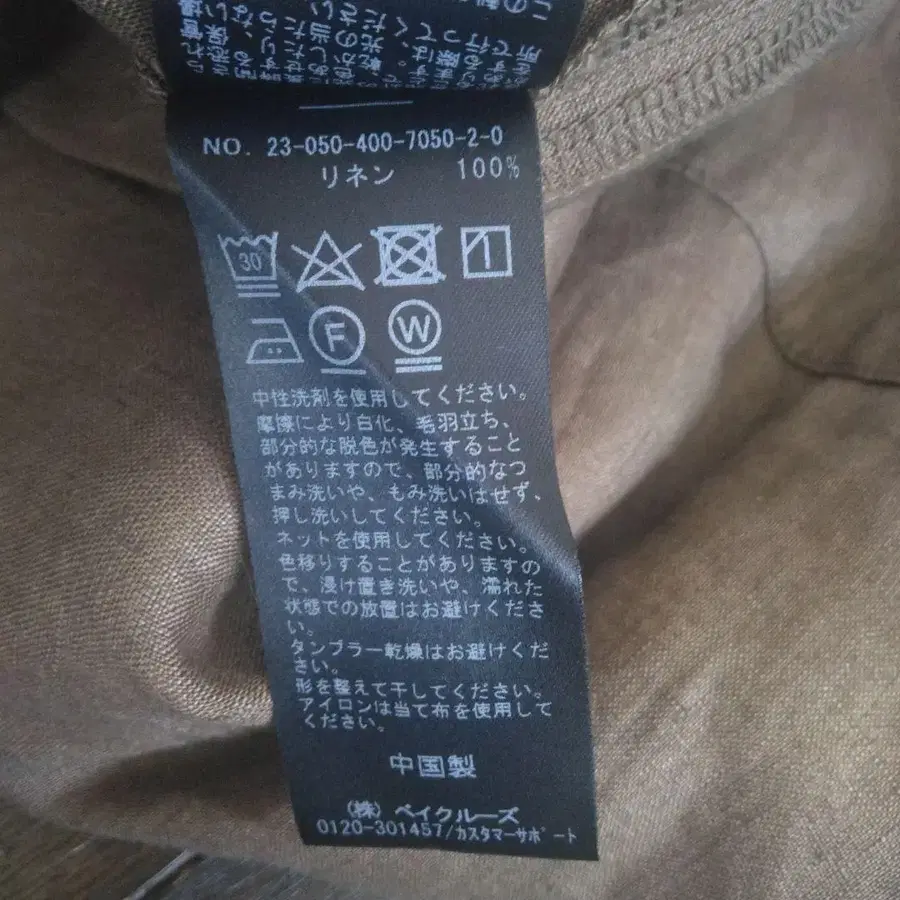 NO. 23-050-400-7050-2-0
リネン 100%
30
F W
中性洗剤を使用してください。
摩擦により白化、毛羽立ち、
部分的な脱色が発生すること
がありますので、部分的なつ
まみ洗いや、もみ洗いはせず、
押し洗いしてください。
ネットを使用してください。
色移りすることがありますの
で、浸け置き洗いや、濡れた
状態での放置はお避けくださ
い。
タンブラー乾燥はお避けくだ
さい。
形を整えて干してください。
アイロンは当て布を使用して
ください。
中国製
(株) ベイクルーズ
0120-301457/カスタマーサポート